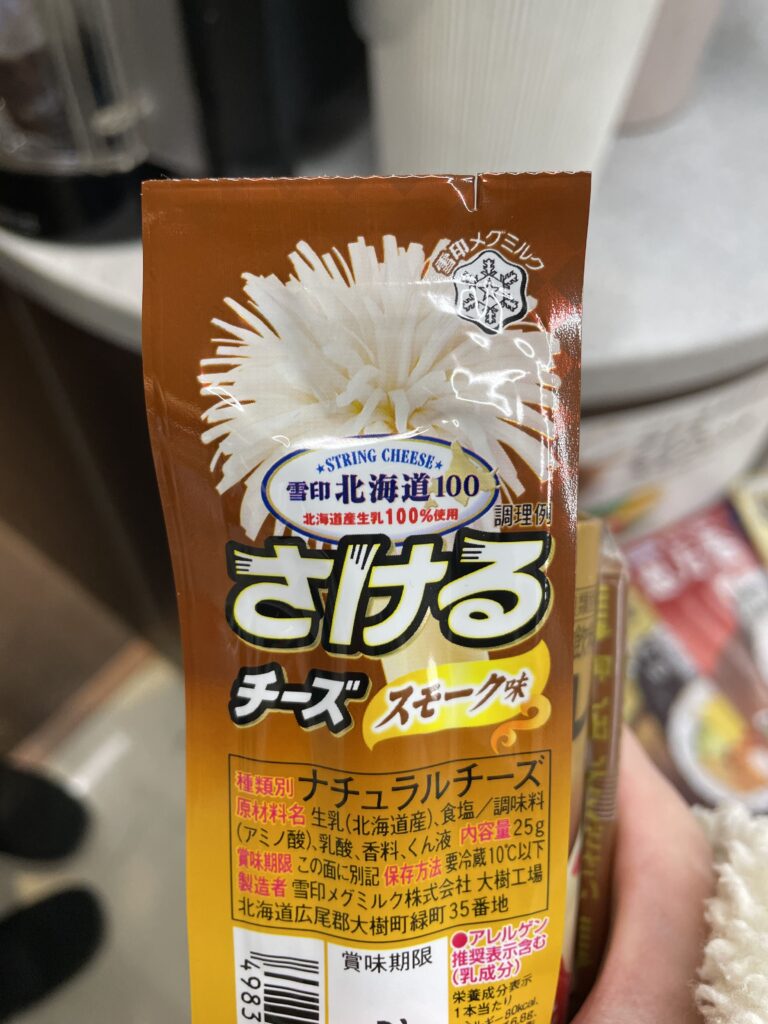 雪印メグミルク
★STRING CHEESE★
雪印 北海道100
北海道産生乳100%使用
調理例
さける
チーズ
スモーク味
種類別 ナチュラルチーズ
原材料名 生乳(北海道産)、食塩/調味料
(アミノ酸)、乳酸、香料、くん液 内容量 25g
賞味期限 この面に別記 保存方法 要冷蔵10℃以下
製造者 雪印メグミルク株式会社 大樹工場
北海道広尾郡大樹町緑町35番地
賞味期限
●アレルゲン
推奨表示含む
(乳成分)
栄養成分表示
1本当たり
80kcal、
6.8g、
4983